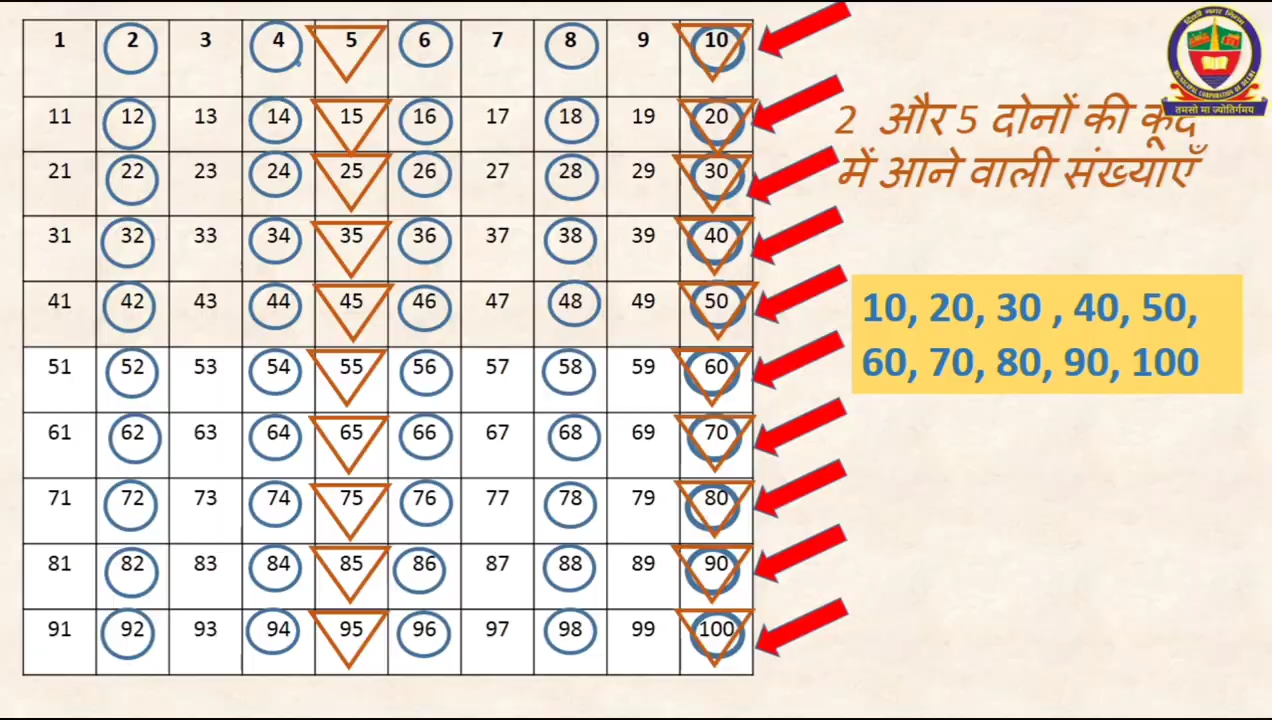 1 2 3 4 5 6 7 8 9 10
11 12 13 14 15 16 17 18 19 20
21 22 23 24 25 26 27 28 29 30
31 32 33 34 35 36 37 38 39 40
41 42 43 44 45 46 47 48 49 50
51 52 53 54 55 56 57 58 59 60
61 62 63 64 65 66 67 68 69 70
71 72 73 74 75 76 77 78 79 80
81 82 83 84 85 86 87 88 89 90
91 92 93 94 95 96 97 98 99 100
दिल्ली नगर निगम
MUNICIPAL CORPORATION OF DELHI
तमसो मा ज्योतिर्गमय
2 और 5 दोनों की कूद
में आने वाली संख्याएँ
10, 20, 30 , 40, 50,
60, 70, 80, 90, 100